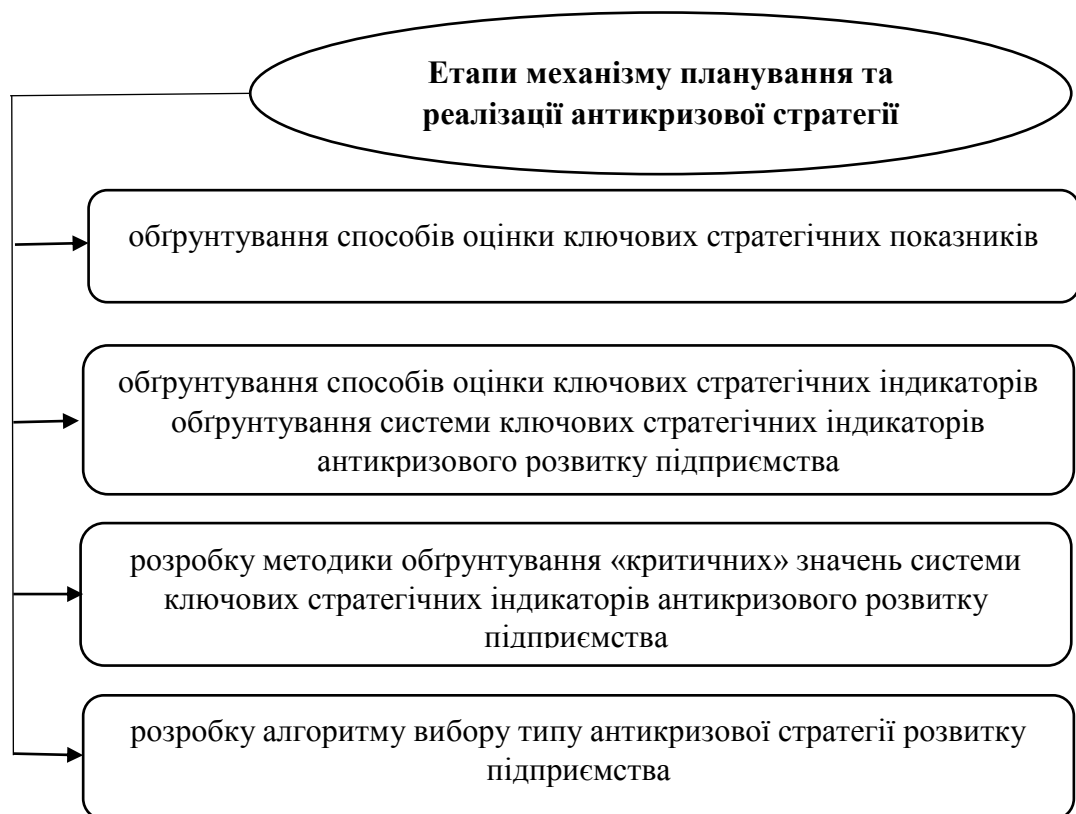 Етапи механізму планування та
реалізації антикризової стратегії
обґрунтування способів оцінки ключових стратегічних показників
обґрунтування способів оцінки ключових стратегічних індикаторів
обґрунтування системи ключових стратегічних індикаторів
антикризового розвитку підприємства
розробку методики обґрунтування «критичних» значень системи
ключових стратегічних індикаторів антикризового розвитку
підприємства
розробку алгоритму вибору типу антикризової стратегії розвитку
підприємства